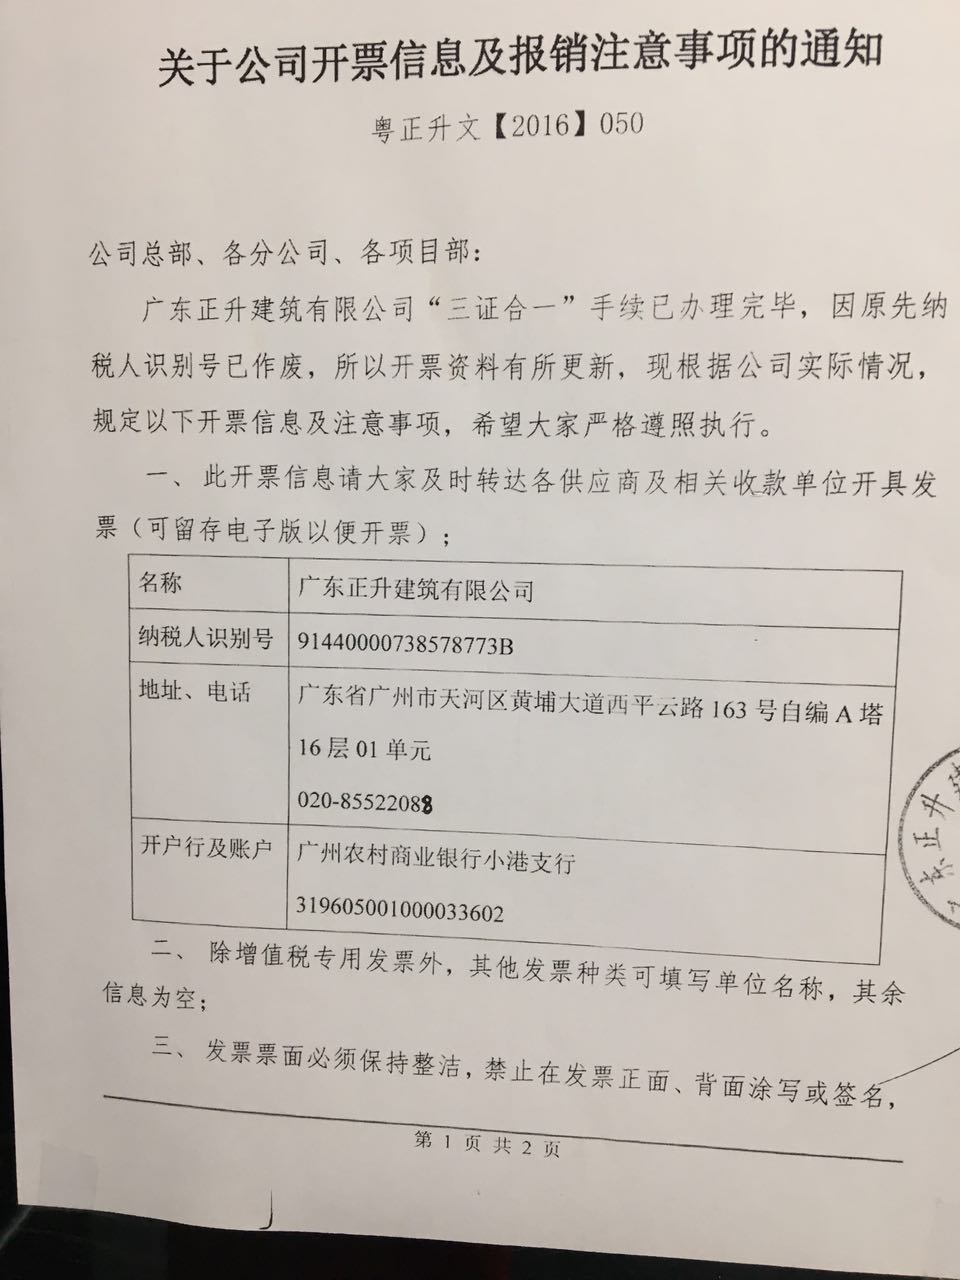 关于公司开票信息及报销注意事项的通知
粤正升文【2016】050
公司总部、各分公司、各项目部：
广东正升建筑有限公司“三证合一”手续已办理完毕，因原先纳
税人识别号已作废，所以开票资料有所更新，现根据公司实际情况，
规定以下开票信息及注意事项，希望大家严格遵照执行。
一、此开票信息请大家及时转达各供应商及相关收款单位开具发
票（可留存电子版以便开票）；
名称 广东正升建筑有限公司
纳税人识别号 91440000738578773B
地址、电话 广东省广州市天河区黄埔大道西平云路 163 号自编 A 塔
16 层 01 单元
020-85522088
开户行及账户 广州农村商业银行小港支行
319605001000033602
东正升建
二、除增值税专用发票外，其他发票种类可填写单位名称，其余
信息为空；
三、发票票面必须保持整洁，禁止在发票正面、背面涂写或签名，
第 1 页 共 2 页